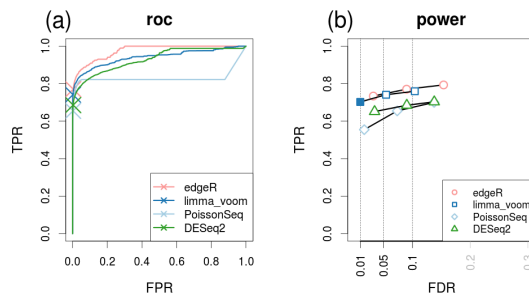 (a) roc
TPR
1.0
0.8
0.6
0.4
0.2
0.0
edgeR
limma_voom
PoissonSeq
DESeq2
0.0 0.2 0.4 0.6 0.8 1.0
FPR
(b) power
TPR
1.0
0.8
0.6
0.4
0.2
0.0
edgeR
limma_voom
PoissonSeq
DESeq2
0.01 0.05 0.1 0.2
FDR